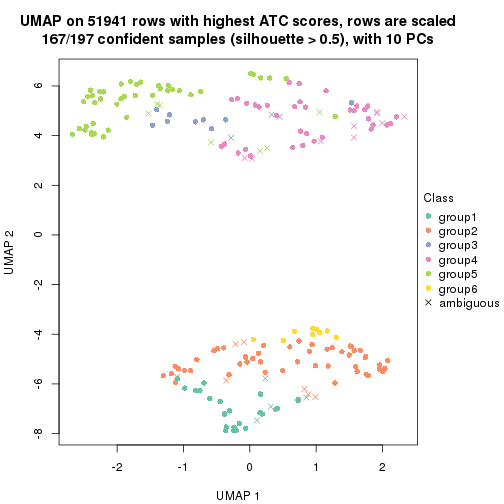 UMAP on 51941 rows with highest ATC scores, rows are scaled
167/197 confident samples (silhouette > 0.5), with 10 PCs
6
4
2
0
-2
-4
-6
-8
UMAP 2
-2
-1
0
1
2
UMAP 1
Class
group1
group2
group3
group4
group5
group6
ambiguous